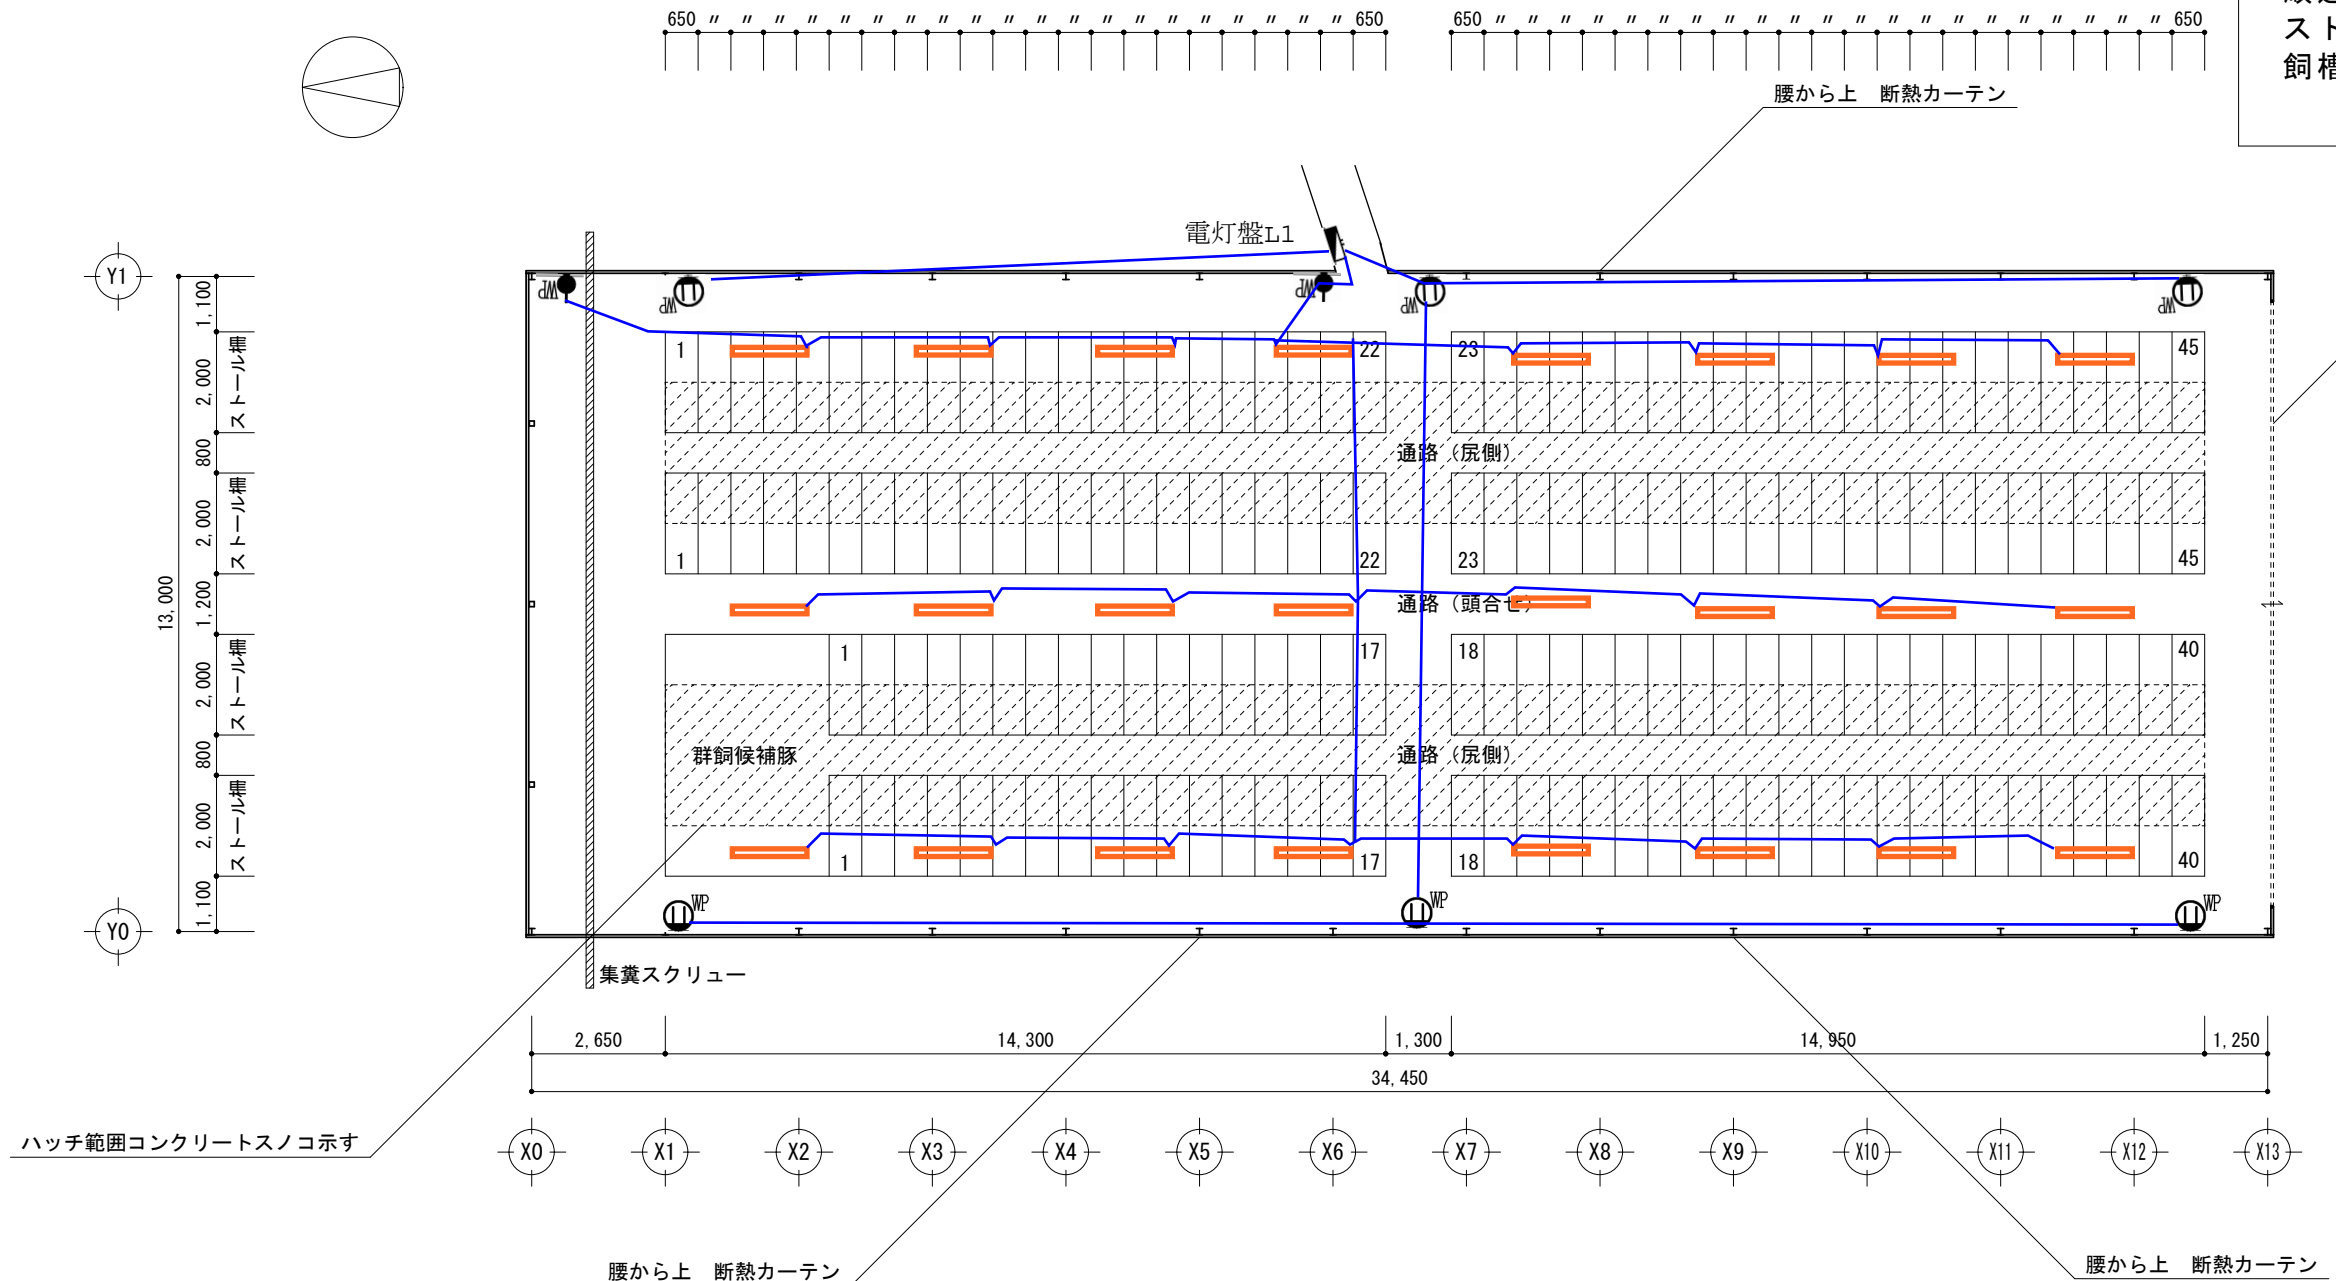 650 〃 〃 〃 〃 〃 〃 〃 〃 〃 〃 〃 〃 〃 〃 〃 〃 〃 〃 〃 〃 650
650 〃 〃 〃 〃 〃 〃 〃 〃 〃 〃 〃 〃 〃 〃 〃 〃 〃 〃 〃 〃 〃 650
スト
飼槽
腰から上 断熱カーテン
電灯盤L1
Y1
WP
WP
WP
WP
WP
1,100
2,000
ストール柵
800
2,000
ストール柵
1,200
13,000
2,000
ストール柵
800
2,000
ストール柵
1,100
1
22
23
45
通路（尻側）
1
22
23
45
通路（頭合せ）
1
17
18
40
群飼候補豚
通路（尻側）
1
17
18
40
WP
WP
WP
Y0
集糞スクリュー
2,650
14,300
1,300
14,950
1,250
34,450
ハッチ範囲コンクリートスノコ示す
X0
X1
X2
X3
X4
X5
X6
X7
X8
X9
X10
X11
X12
X13
腰から上 断熱カーテン
腰から上 断熱カーテン